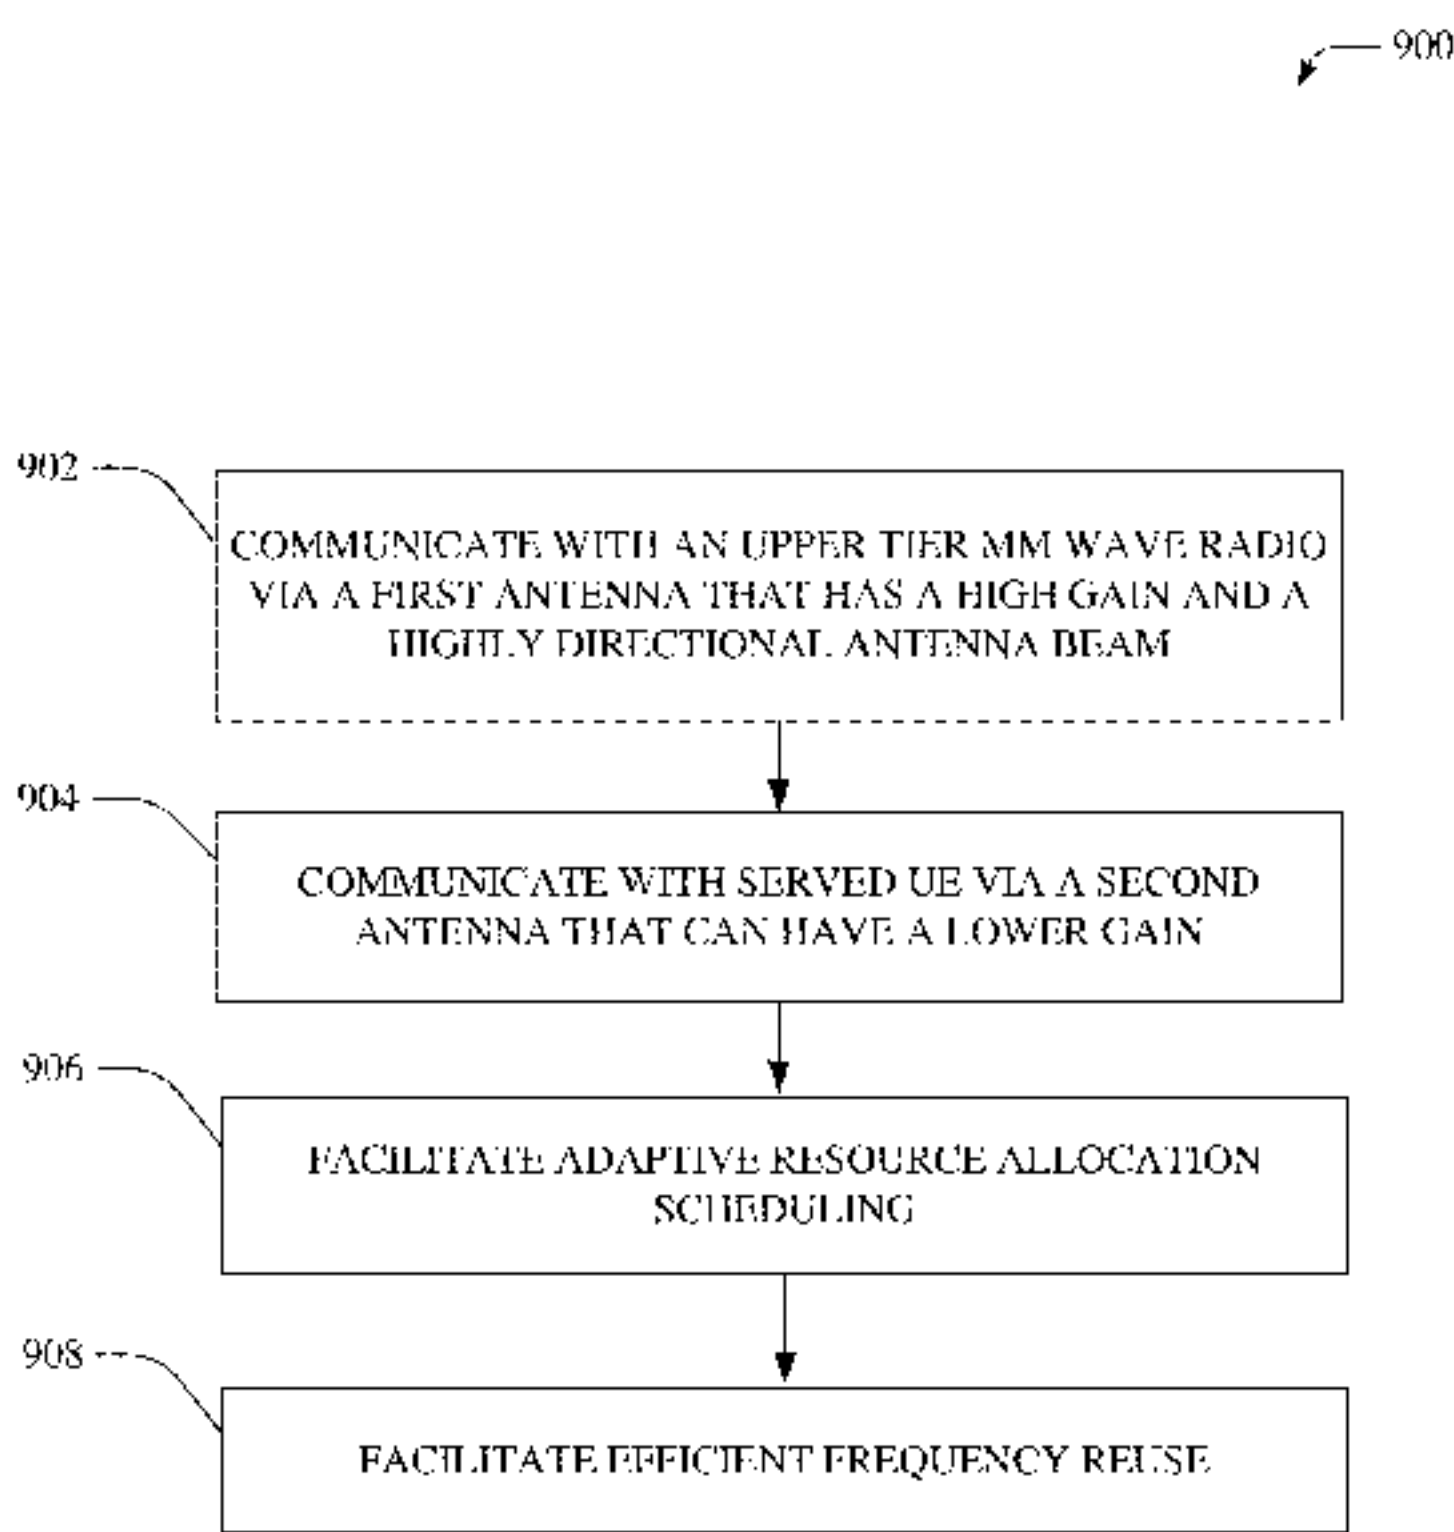 900
902
COMMUNICATE WITH AN UPPER TIER MM WAVE RADIO
VIA A FIRST ANTENNA THAT HAS A HIGH GAIN AND A
HIGHLY DIRECTIONAL ANTENNA BEAM
904
COMMUNICATE WITH SERVED UE VIA A SECOND
ANTENNA THAT CAN HAVE A LOWER GAIN
906
FACILITATE ADAPTIVE RESOURCE ALLOCATION
SCHEDULING
908
FACILITATE EFFICIENT FREQUENCY REUSE